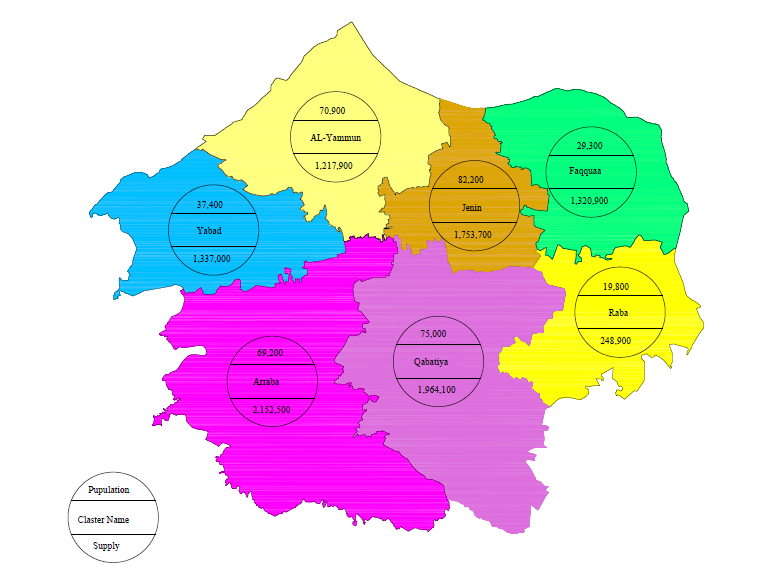 70,900
AL-Yammun
1,217,900
29,300
Faqquaa
1,320,900
82,200
Jenin
1,753,700
37,400
Yabad
1,337,000
19,800
Raba
248,900
75,000
Qabatiya
1,964,100
69,200
Arraba
2,152,500
Pupulation
Claster Name
Supply